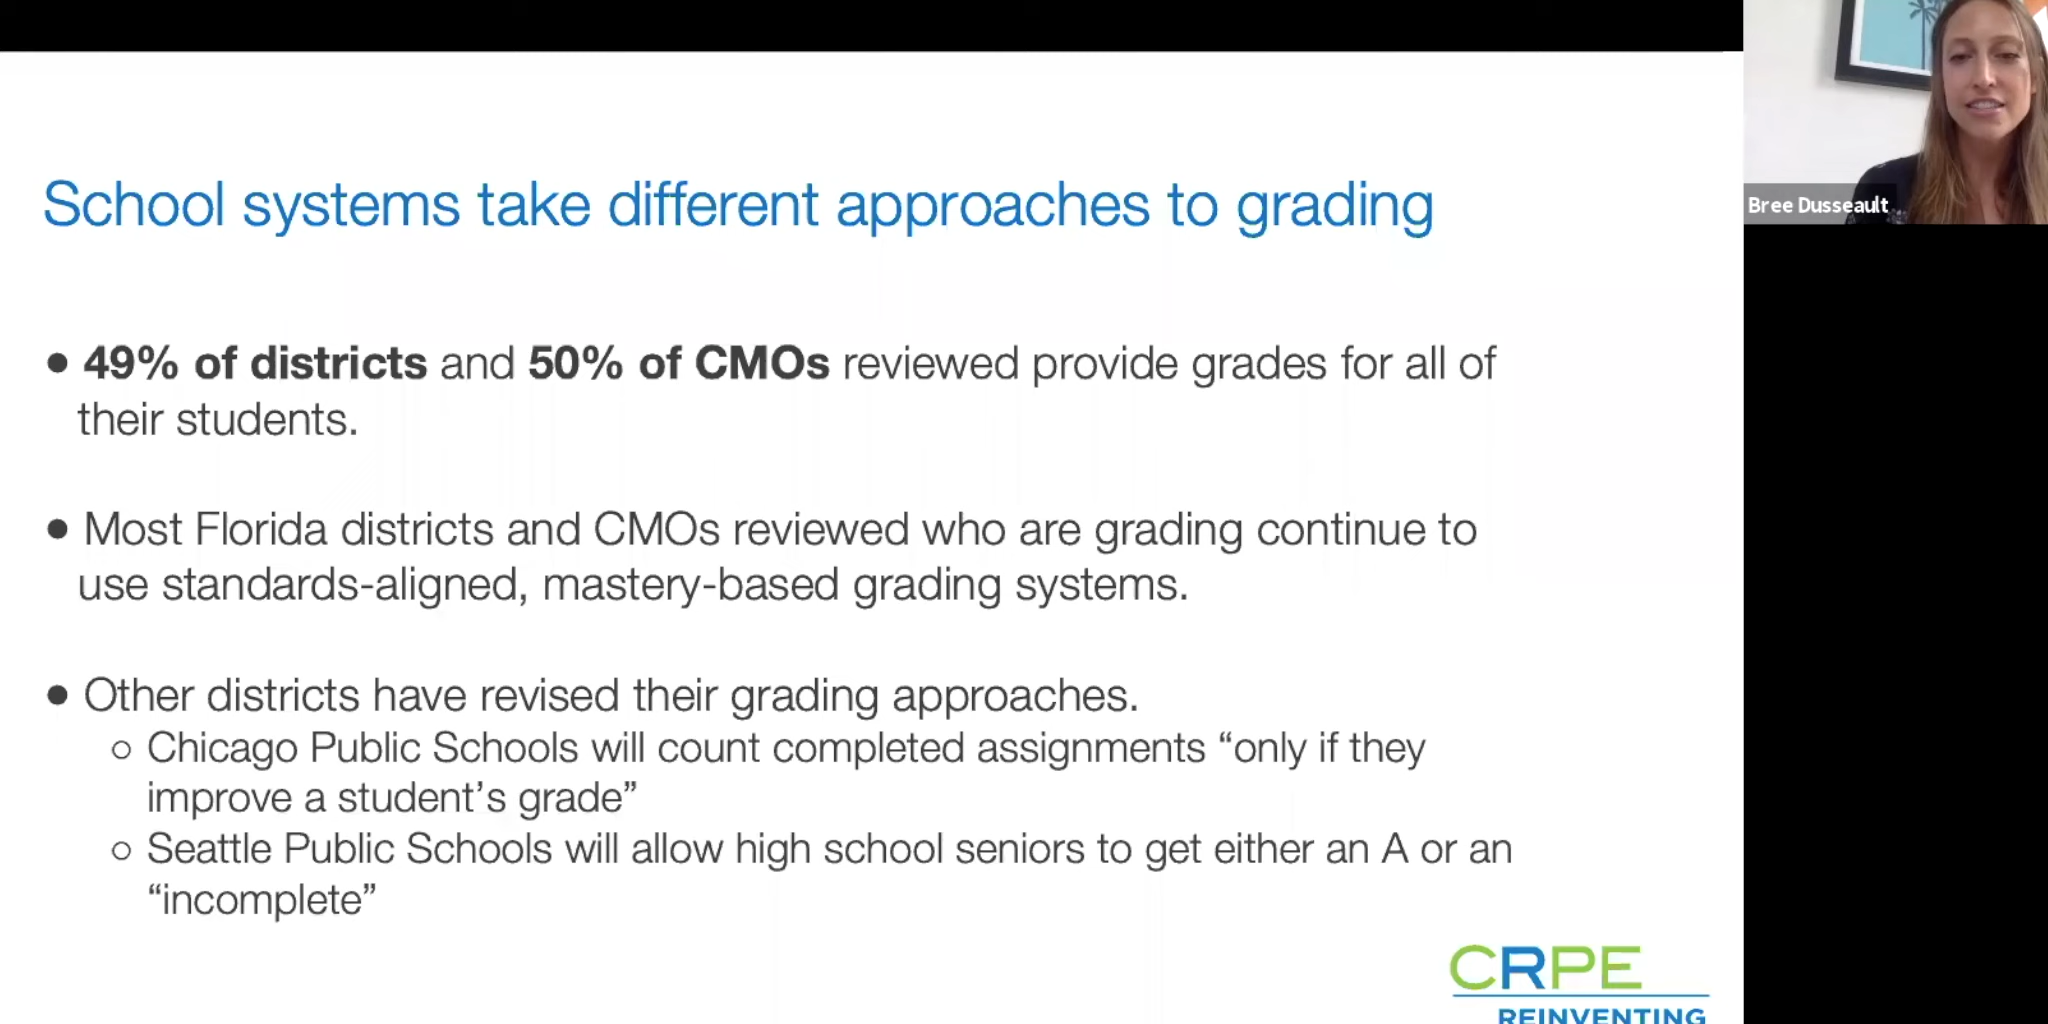 School systems take different approaches to grading
Bree Dusseault
● 49% of districts and 50% of CMOs reviewed provide grades for all of
their students.
● Most Florida districts and CMOs reviewed who are grading continue to
use standards-aligned, mastery-based grading systems.
● Other districts have revised their grading approaches.
○ Chicago Public Schools will count completed assignments “only if they
improve a student’s grade”
○ Seattle Public Schools will allow high school seniors to get either an A or an
“incomplete”
CRPE
REINVENTING